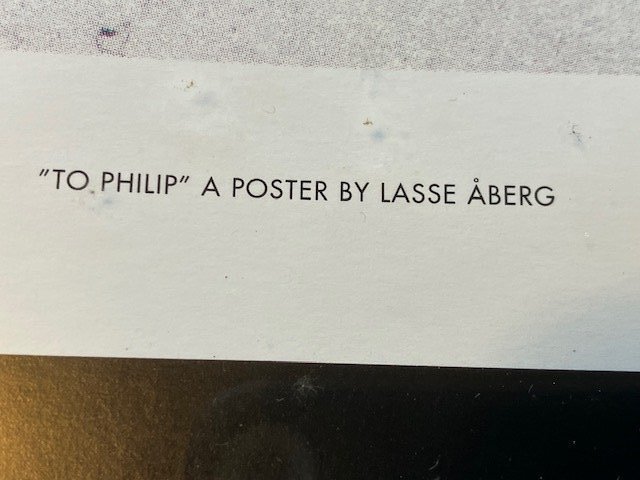 ”TO PHILIP” A POSTER BY LASSE ÅBERG